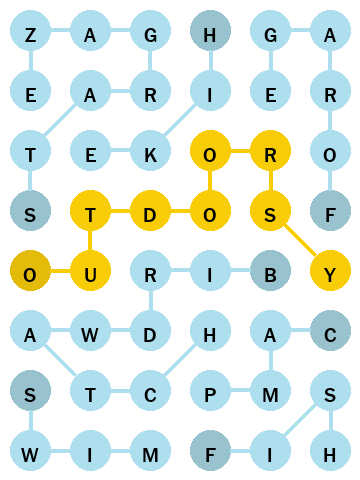 Z A G H G A
E A R I E R
T E K O R O
S T D O S F
O U R I B Y
A W D H A C
S T C P M S
W I M F I H